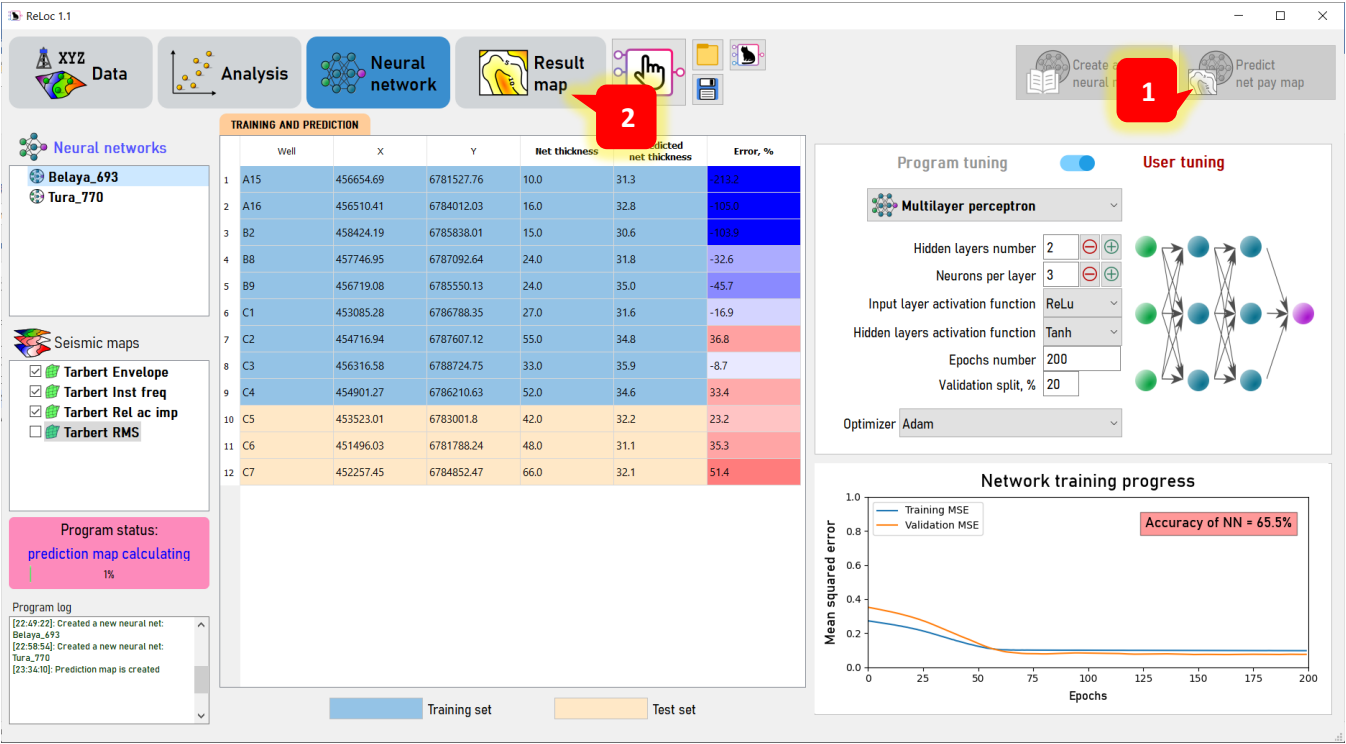 ReLoc 1.1
XYZ
Data
Analysis
Neural
network
Result
map
Create a
neural
Predict
net pay map
1
2
Neural networks
Belaya_693
Tura_770
Seismic maps
Tarbert Envelope
Tarbert Inst freq
Tarbert Rel ac imp
Tarbert RMS
Program status:
prediction map calculating
1%
Program log
[22:49:22]: Created a new neural net:
Belaya_693
[22:58:54]: Created a new neural net:
Tura_770
[23:34:10]: Prediction map is created
TRAINING AND PREDICTION
Well X Y Net thickness net thickness Error, %
1 A15 456654.69 6781527.76 10.0 31.3 -213.2
2 A16 456510.41 6784012.03 16.0 32.8 -105.0
3 B2 458424.19 6785838.01 15.0 30.6 -103.9
4 B8 457746.95 6787092.64 24.0 31.8 -32.6
5 B9 456719.08 6785550.13 24.0 35.0 -45.7
6 C1 453085.28 6786788.35 27.0 31.6 -16.9
7 C2 454716.94 6787607.12 55.0 34.8 36.8
8 C3 456316.58 6788724.75 33.0 35.9 -8.7
9 C4 454901.27 6786210.63 52.0 34.6 33.4
10 C5 453523.01 6783001.8 42.0 32.2 23.2
11 C6 451496.03 6781788.24 48.0 31.1 35.3
12 C7 452257.45 6784852.47 66.0 32.1 51.4
Training set
Test set
Program tuning
User tuning
Multilayer perceptron
Hidden layers number 2
Neurons per layer 3
Input layer activation function ReLu
Hidden layers activation function Tanh
Epochs number 200
Validation split, % 20
Optimizer Adam
Network training progress
Training MSE
Validation MSE
Accuracy of NN = 65.5%
Mean squared error
1.0
0.8
0.6
0.4
0.2
0.0
0 25 50 75 100 125 150 175 200
Epochs